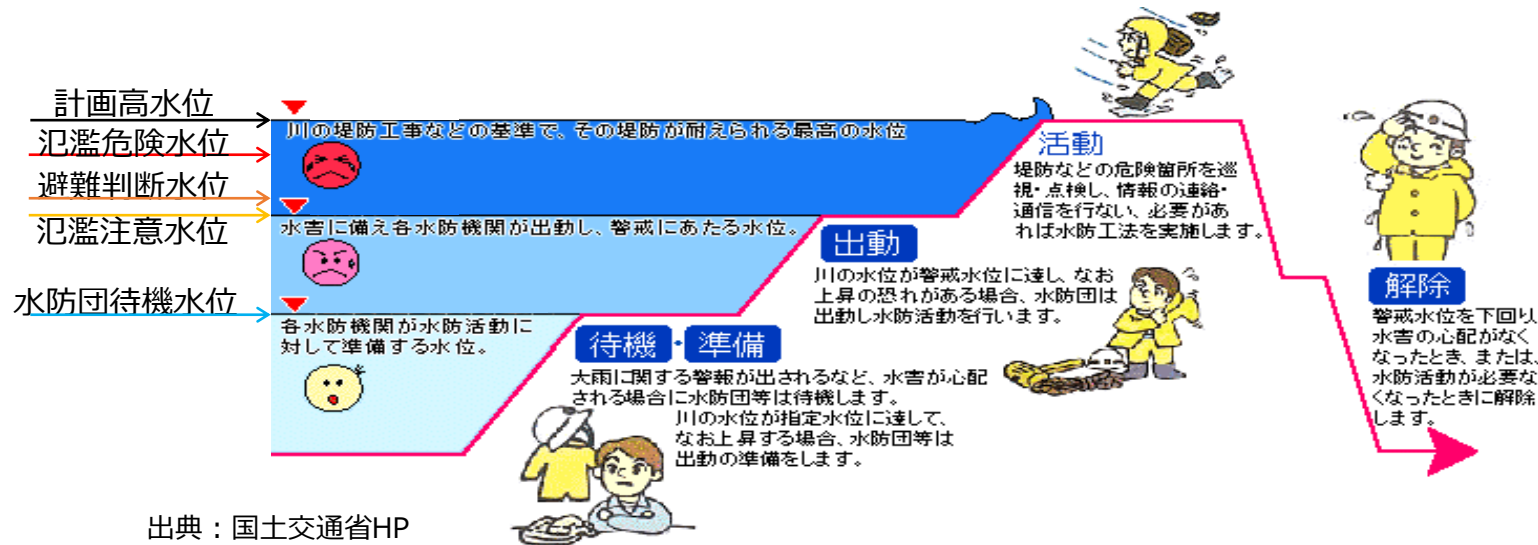 計画高水位
氾濫危険水位
避難判断水位
氾濫注意水位
水防団待機水位
川の堤防工事などの基準で、その堤防が耐えられる最高の水位
水害に備え各水防機関が出動し、警戒にあたる水位。
各水防機関が水防活動に
対して準備する水位。
待機・準備
大雨に関する警報が出されるなど、水害が心配
される場合に水防団等は待機します。
川の水位が指定水位に達して、
なお上昇する場合、水防団等は
出動の準備をします。
出動
川の水位が警戒水位に達し、なお
上昇の恐れがある場合、水防団は
出動し水防活動を行います。
活動
堤防などの危険箇所を巡
視・点検し、情報の連絡・
通信を行ない、必要があ
れば水防工法を実施します。
解除
警戒水位を下回り、
水害の心配がなく
なったとき、または、
水防活動が必要な
くなったときに解除
します。
出典：国土交通省HP